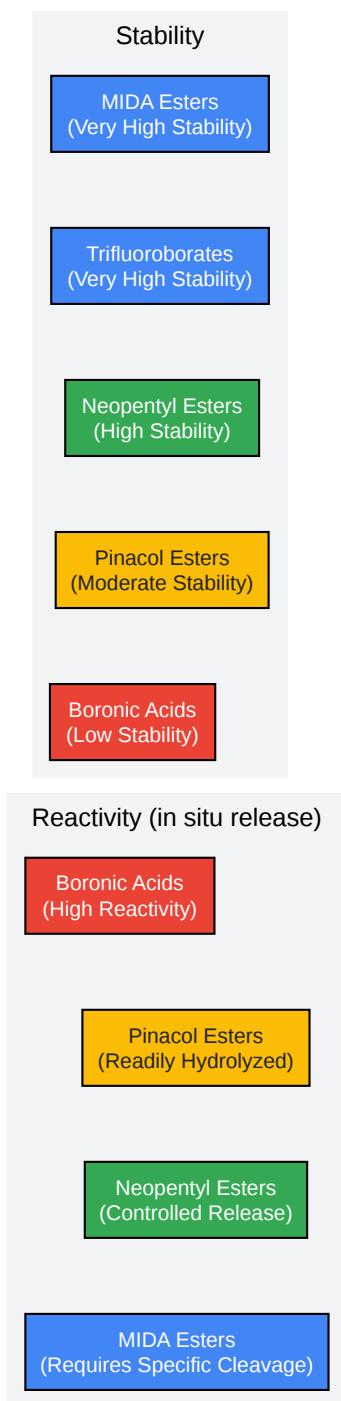 Stability
MIDA Esters
(Very High Stability)
Trifluoroborates
(Very High Stability)
Neopentyl Esters
(High Stability)
Pinacol Esters
(Moderate Stability)
Boronic Acids
(Low Stability)
Reactivity (in situ release)
Boronic Acids
(High Reactivity)
Pinacol Esters
(Readily Hydrolyzed)
Neopentyl Esters
(Controlled Release)
MIDA Esters
(Requires Specific Cleavage)